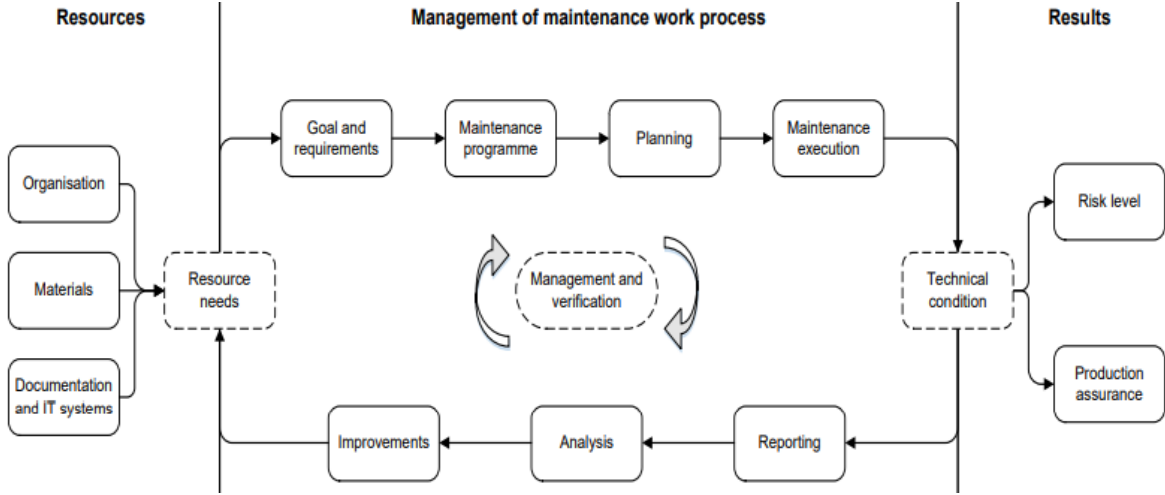 Resources
Management of maintenance work process
Results
Goal and
requirements
Maintenance
programme
Planning
Maintenance
execution
Organisation
Materials
Documentation
and IT systems
Resource
needs
Management and
verification
Technical
condition
Risk level
Production
assurance
Improvements
Analysis
Reporting